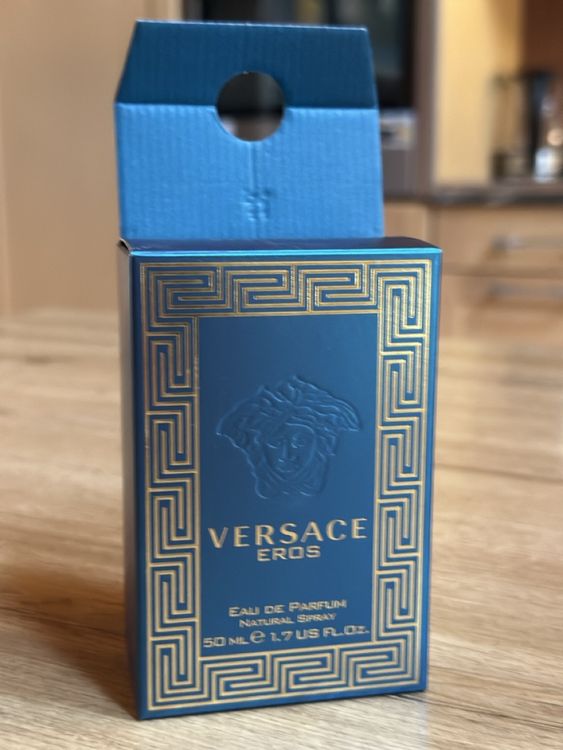 VERSACE
EROS
EAU DE PARFUM
NATURAL SPRAY
50 ML ℮ 1.7 US FL.OZ.